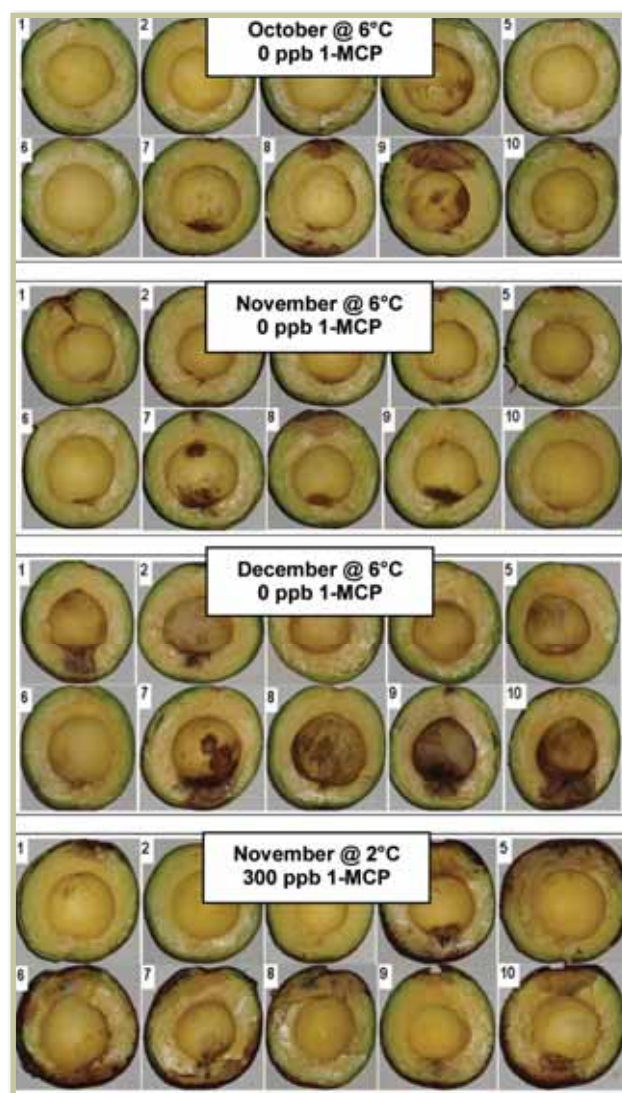 October @ 6°C
0 ppb 1-MCP
1 2 5
6 7 8 9 10
November @ 6°C
0 ppb 1-MCP
1 2 5
6 7 8 9 10
December @ 6°C
0 ppb 1-MCP
1 2 5
6 7 8 9 10
November @ 2°C
300 ppb 1-MCP
1 2 5
6 7 8 9 10